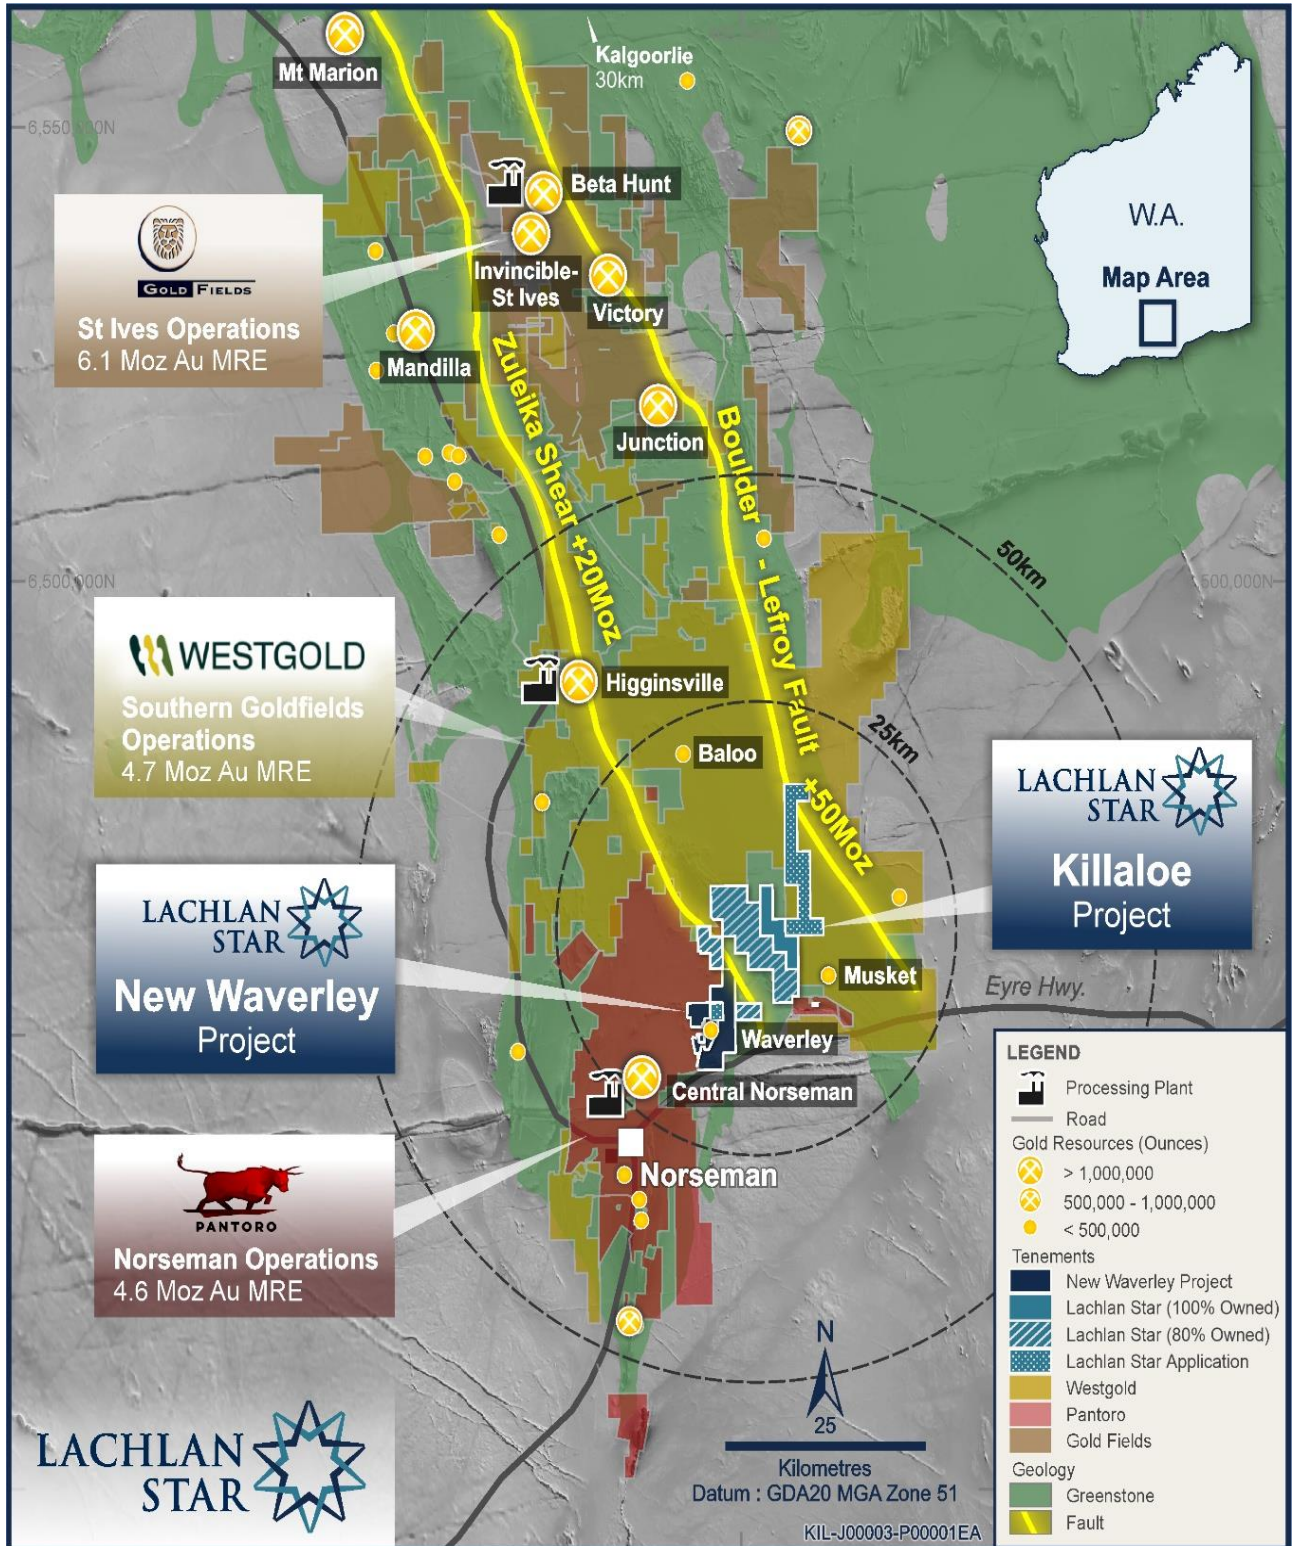 Mt Marion
Kalgoorlie
30km
6,550,000N
Beta Hunt
W.A.
Map Area
GOLD FIELDS
St Ives Operations
6.1 Moz Au MRE
Invincible-
St Ives
Victory
Mandilla
Junction
Zuleika Shear +20Moz
Boulder - Lefroy Fault +50Moz
50km
6,500,000N
500,000N
WESTGOLD
Southern Goldfields
Operations
4.7 Moz Au MRE
Higginsville
25km
Baloo
LACHLAN
STAR
Killaloe
Project
LACHLAN
STAR
New Waverley
Project
Musket
Eyre Hwy.
Waverley
Central Norseman
Norseman
PANTORO
Norseman Operations
4.6 Moz Au MRE
LEGEND
Processing Plant
Road
Gold Resources (Ounces)
> 1,000,000
500,000 - 1,000,000
< 500,000
Tenements
New Waverley Project
Lachlan Star (100% Owned)
Lachlan Star (80% Owned)
Lachlan Star Application
Westgold
Pantoro
Gold Fields
Geology
Greenstone
Fault
N
25
Kilometres
Datum : GDA20 MGA Zone 51
KIL-J00003-P00001EA
LACHLAN
STAR